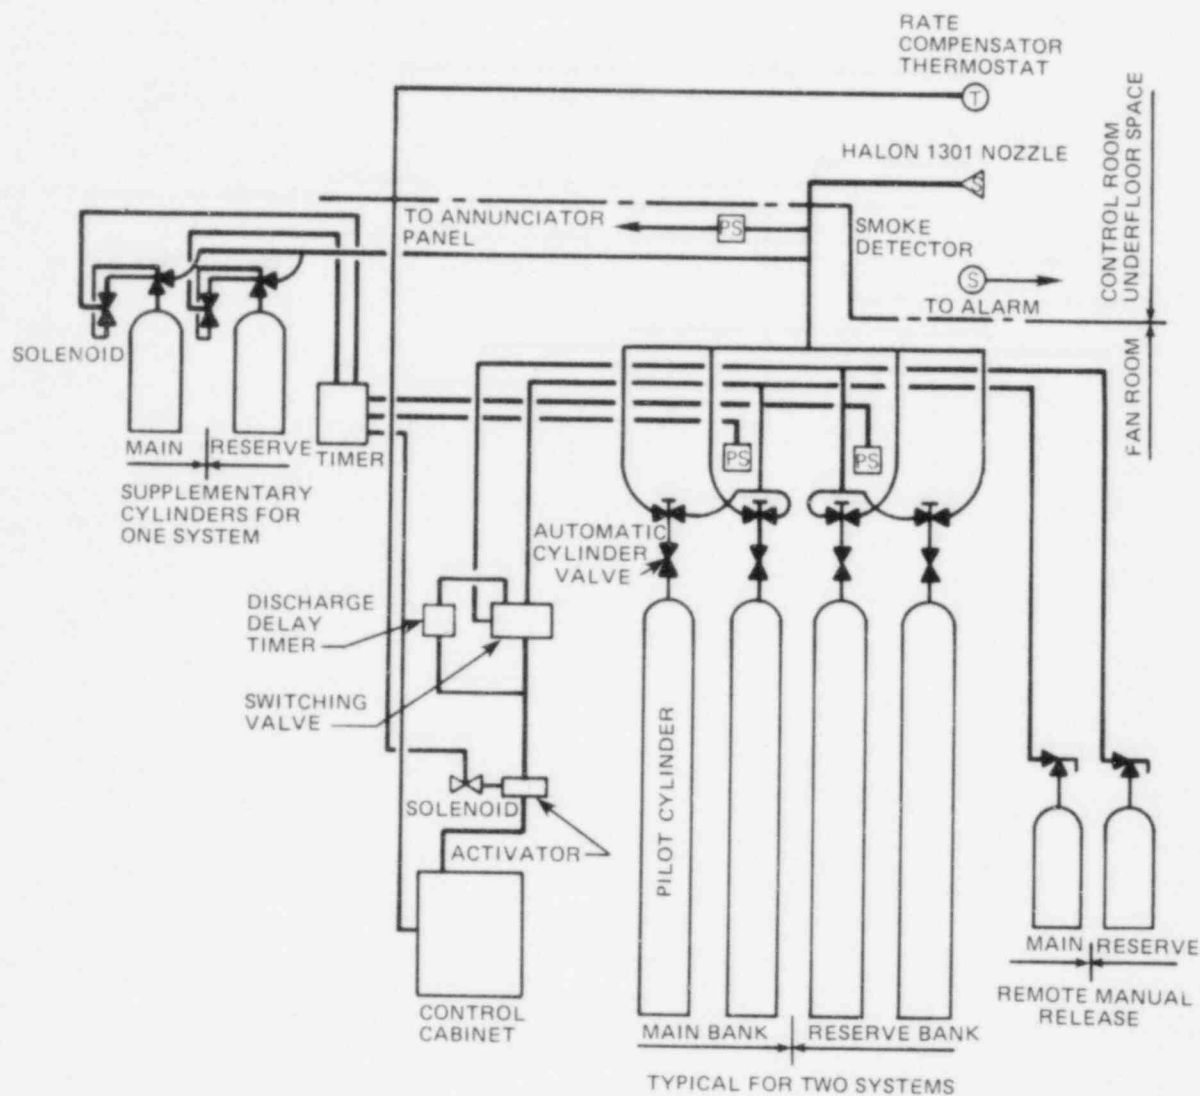 RATE
COMPENSATOR
THERMOSTAT
T
HALON 1301 NOZZLE
CONTROL ROOM
UNDERFLOOR SPACE
TO ANNUNCIATOR
PANEL
PS
SMOKE
DETECTOR
S
TO ALARM
FAN ROOM
SOLENOID
MAIN
RESERVE
TIMER
SUPPLEMENTARY
CYLINDERS FOR
ONE SYSTEM
PS
PS
AUTOMATIC
CYLINDER
VALVE
DISCHARGE
DELAY
TIMER
SWITCHING
VALVE
PILOT CYLINDER
SOLENOID
ACTIVATOR
CONTROL
CABINET
MAIN BANK
RESERVE BANK
TYPICAL FOR TWO SYSTEMS
MAIN
RESERVE
REMOTE MANUAL
RELEASE